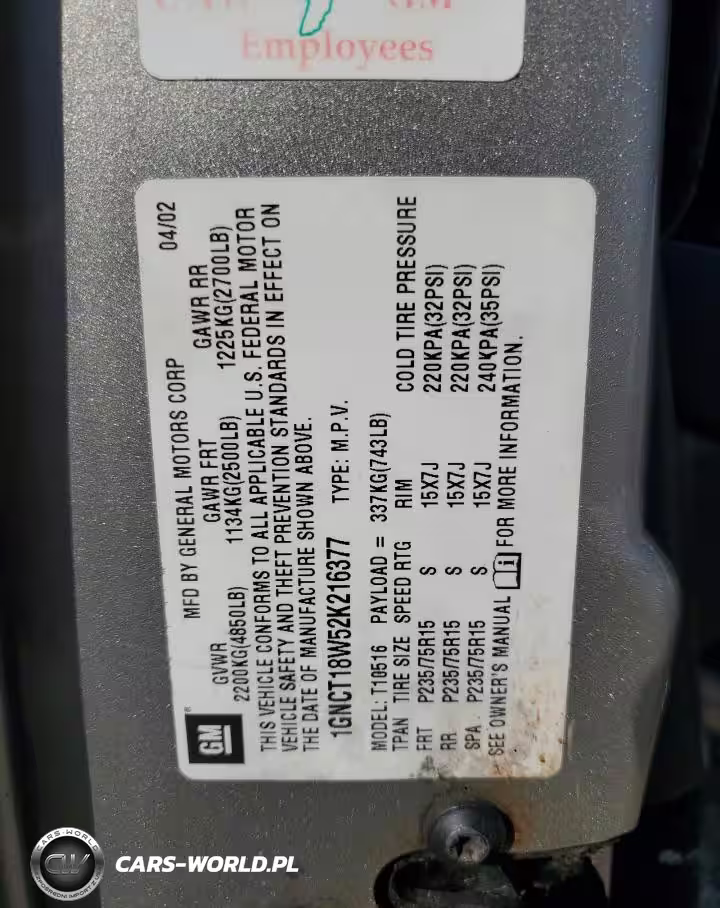 Employees
MFD BY GENERAL MOTORS CORP 04/02
GVWR GAWR FRT GAWR RR
2200KG(4850LB) 1134KG(2500LB) 1225KG(2700LB)
THIS VEHICLE CONFORMS TO ALL APPLICABLE U.S. FEDERAL MOTOR
VEHICLE SAFETY AND THEFT PREVENTION STANDARDS IN EFFECT ON
THE DATE OF MANUFACTURE SHOWN ABOVE.
GM
1GNCT18W52K216377 TYPE: M.P.V.
MODEL: T10516 PAYLOAD = 337KG(743LB)
TPAN TIRE SIZE SPEED RTG RIM COLD TIRE PRESSURE
FRT P235/75R15 S 15X7J 220KPA(32PSI)
RR P235/75R15 S 15X7J 220KPA(32PSI)
SPA P235/75R15 S 15X7J 240KPA(35PSI)
SEE OWNER'S MANUAL FOR MORE INFORMATION.
CARS-WORLD
CW
CARS-WORLD.PL